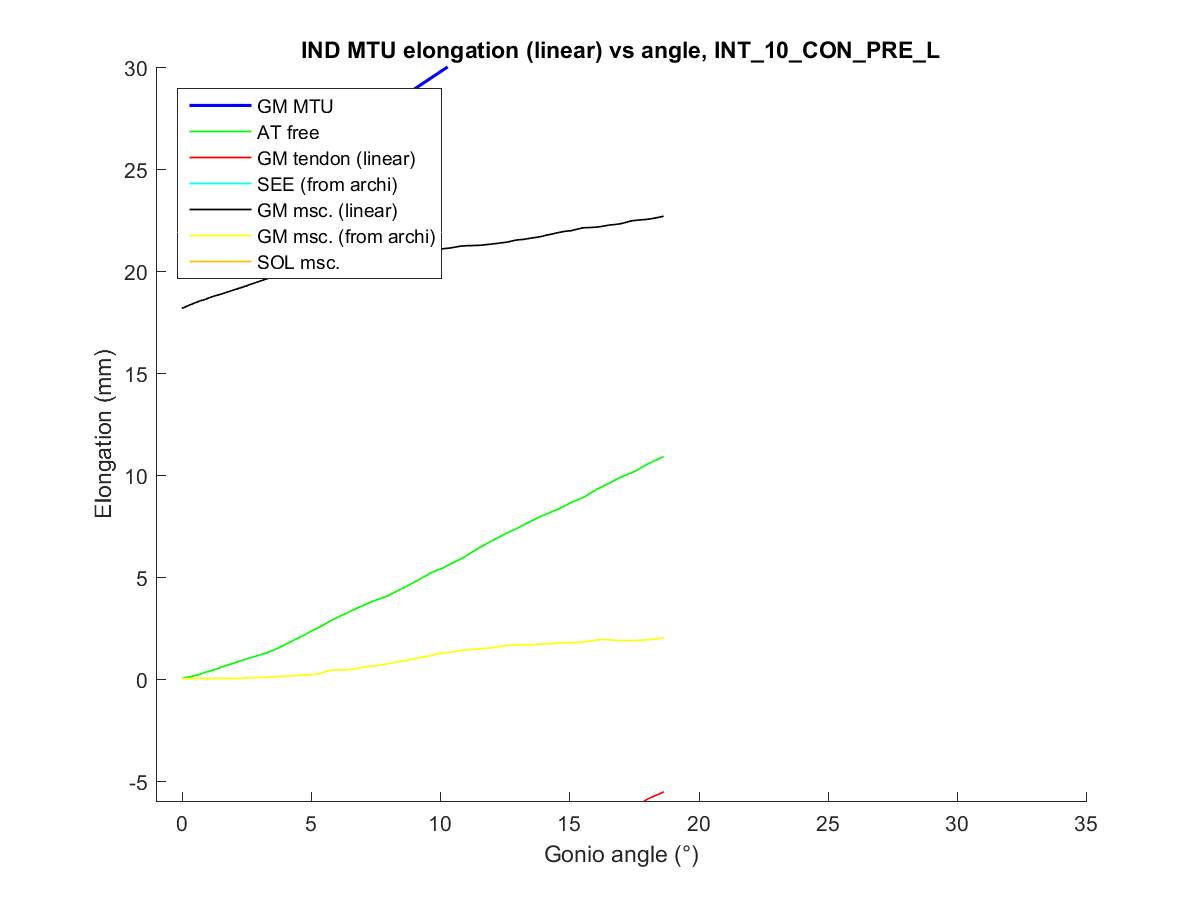 IND MTU elongation (linear) vs angle, INT_10_CON_PRE_L
30
25
20
15
10
5
0
-5
Elongation (mm)
GM MTU
AT free
GM tendon (linear)
SEE (from archi)
GM msc. (linear)
GM msc. (from archi)
SOL msc.
0 5 10 15 20 25 30 35
Gonio angle (°)